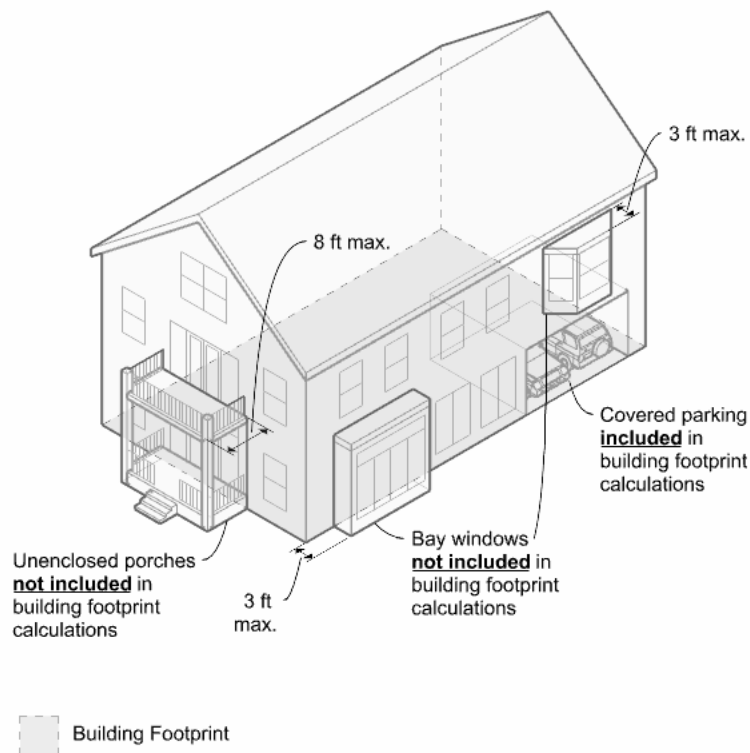 3 ft max.
8 ft max.
Covered parking
included in
building footprint
calculations
Bay windows
not included in
building footprint
calculations
Unenclosed porches
not included in
building footprint
calculations
3 ft
max.
Building Footprint